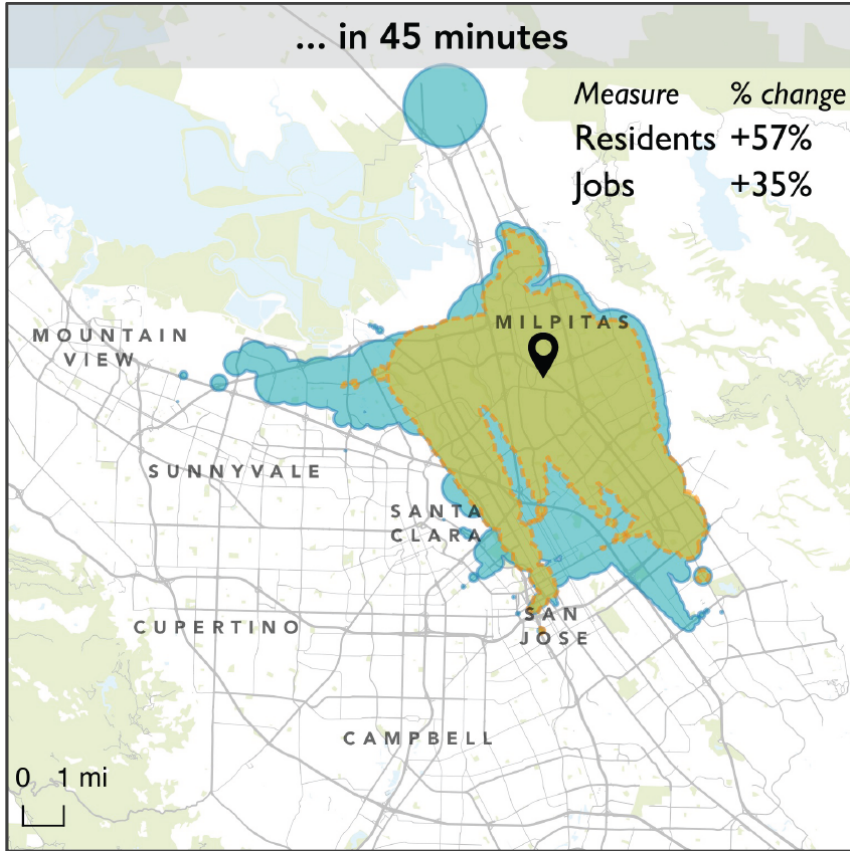 ... in 45 minutes
Measure % change
Residents +57%
Jobs +35%
MILPITAS
MOUNTAIN
VIEW
SUNNYVALE
SANTA
CLARA
SAN
JOSE
CUPERTINO
CAMPBELL
0 1 mi